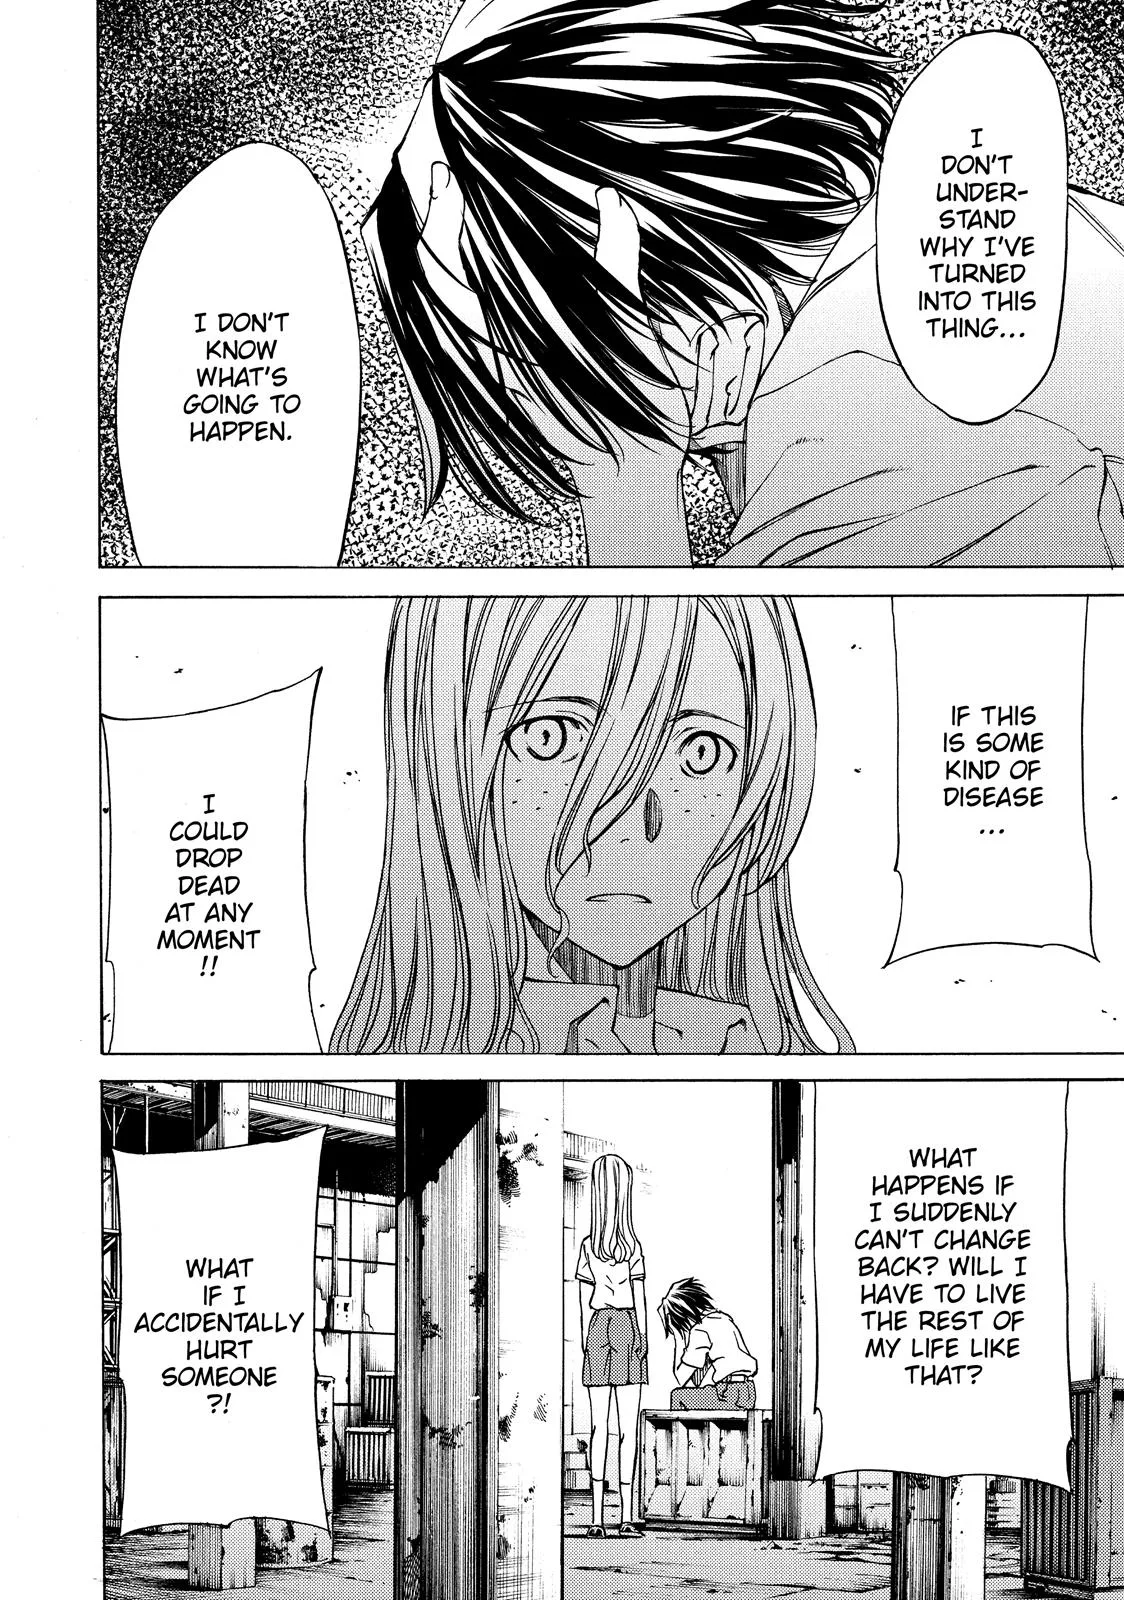 I
DON'T
UNDER-
STAND
WHY I'VE
TURNED
INTO THIS
THING...
I DON'T
KNOW
WHAT'S
GOING TO
HAPPEN.
IF THIS
IS SOME
KIND OF
DISEASE
...
I
COULD
DROP
DEAD
AT ANY
MOMENT
!!
WHAT
HAPPENS IF
I SUDDENLY
CAN'T CHANGE
BACK? WILL I
HAVE TO LIVE
THE REST OF
MY LIFE LIKE
THAT?
WHAT
IF I
ACCIDENTALLY
HURT
SOMEONE
?!